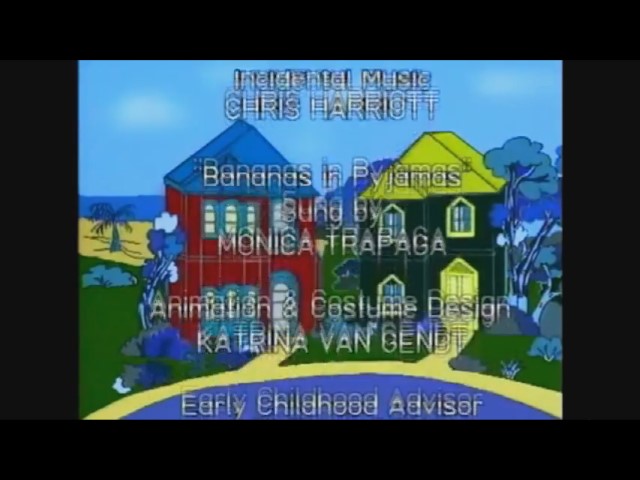 Incidental Music
CHRIS HARRIOTT
"Bananas in Pyjamas"
Sung by
MONICA TRAPAGA
Animation & Costume Design
KATRINA VAN GENDT
Early Childhood Advisor